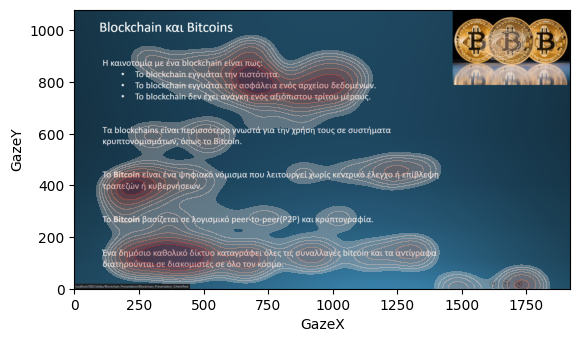 Blockchain και Bitcoins
Η καινοτομία με ένα blockchain είναι πως:
• Το blockchain εγγυάται την πιστότητα.
• Το blockchain εγγυάται την ασφάλεια ενός αρχείου δεδομένων.
• Το blockchain δεν έχει ανάγκη ενός αξιόπιστου τρίτου μέρους.
Τα blockchains είναι περισσότερο γνωστά για την χρήση τους σε συστήματα
κρυπτονομισμάτων, όπως το Bitcoin.
Το Bitcoin είναι ένα ψηφιακό νόμισμα που λειτουργεί χωρίς κεντρικό έλεγχο ή επίβλεψη
τραπεζών ή κυβερνήσεων.
Το Bitcoin βασίζεται σε λογισμικό peer-to-peer(P2P) και κρυπτογραφία.
Ένα δημόσιο καθολικό δίκτυο καταγράφει όλες τις συναλλαγές bitcoin και τα αντίγραφα
διατηρούνται σε διακομιστές σε όλο τον κόσμο.
GazeY
1000
800
600
400
200
0
0 250 500 750 1000 1250 1500 1750
GazeX